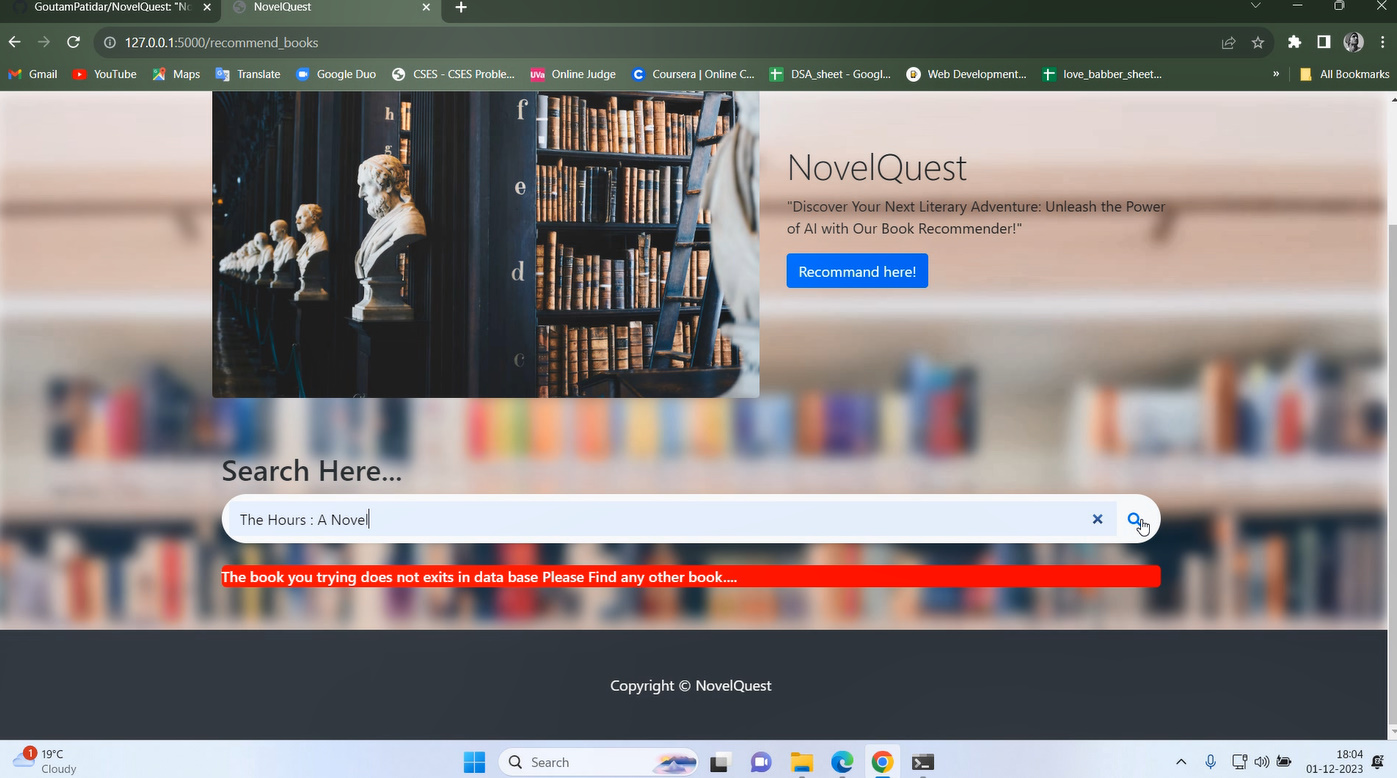 GoutamPatidar/NovelQuest: "No
NovelQuest
127.0.0.1:5000/recommend_books
Gmail
YouTube
Maps
Translate
Google Duo
CSES - CSES Proble...
UVa
Online Judge
Coursera | Online C...
DSA_sheet - Googl...
Web Development...
love_babber_sheet...
»
All Bookmarks
h
g
f
e
d
c
NovelQuest
"Discover Your Next Literary Adventure: Unleash the Power
of AI with Our Book Recommender!"
Recommand here!
Search Here...
The Hours : A Novel
The book you trying does not exits in data base Please Find any other book....
Copyright © NovelQuest
1
19°C
Cloudy
Search
18:04
01-12-2023